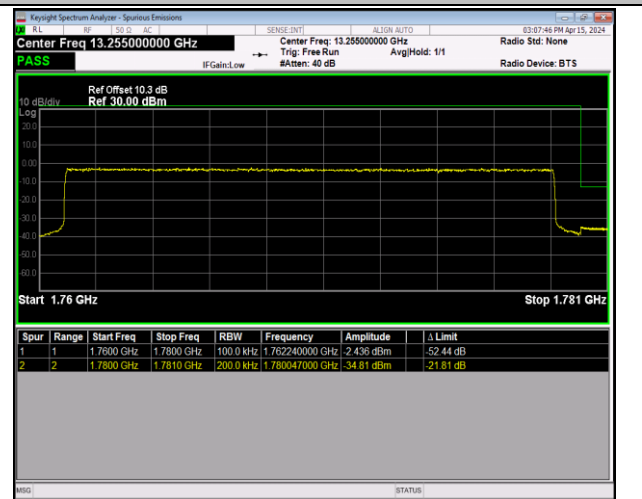 Keysight Spectrum Analyzer - Spurious Emissions
RL RF 50 Ω AC SENSE:INT ALIGN AUTO 03:07:46 PM Apr 15, 2024
Center Freq 13.255000000 GHz Center Freq: 13.255000000 GHz Radio Std: None
Trig: Free Run Avg|Hold: 1/1
PASS IFGain:Low #Atten: 40 dB Radio Device: BTS
Ref Offset 10.3 dB
10 dB/div Ref 30.00 dBm
Log
20.0
10.0
0.00
-10.0
-20.0
-30.0
-40.0
-50.0
-60.0
Start 1.76 GHz Stop 1.781 GHz
Spur Range Start Freq Stop Freq RBW Frequency Amplitude Δ Limit
1 1 1.7600 GHz 1.7800 GHz 100.0 kHz 1.762240000 GHz -2.436 dBm -52.44 dB
2 2 1.7800 GHz 1.7810 GHz 200.0 kHz 1.780047000 GHz -34.81 dBm -21.81 dB
MSG STATUS